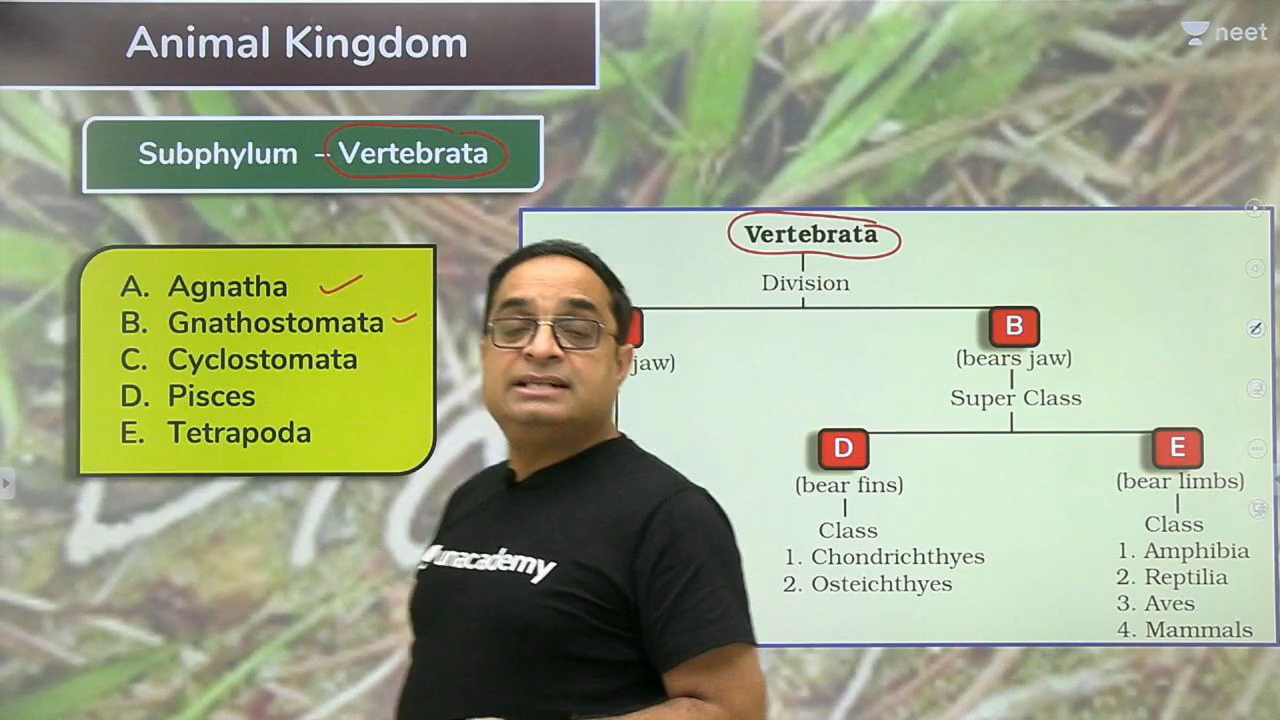 Animal Kingdom
neet
Subphylum – Vertebrata
A. Agnatha
B. Gnathostomata
C. Cyclostomata
D. Pisces
E. Tetrapoda
Vertebrata
Division
B
jaw)
(bears jaw)
Super Class
D
E
(bear fins)
(bear limbs)
Class
1. Chondrichthyes
2. Osteichthyes
Class
1. Amphibia
2. Reptilia
3. Aves
4. Mammals
unacademy